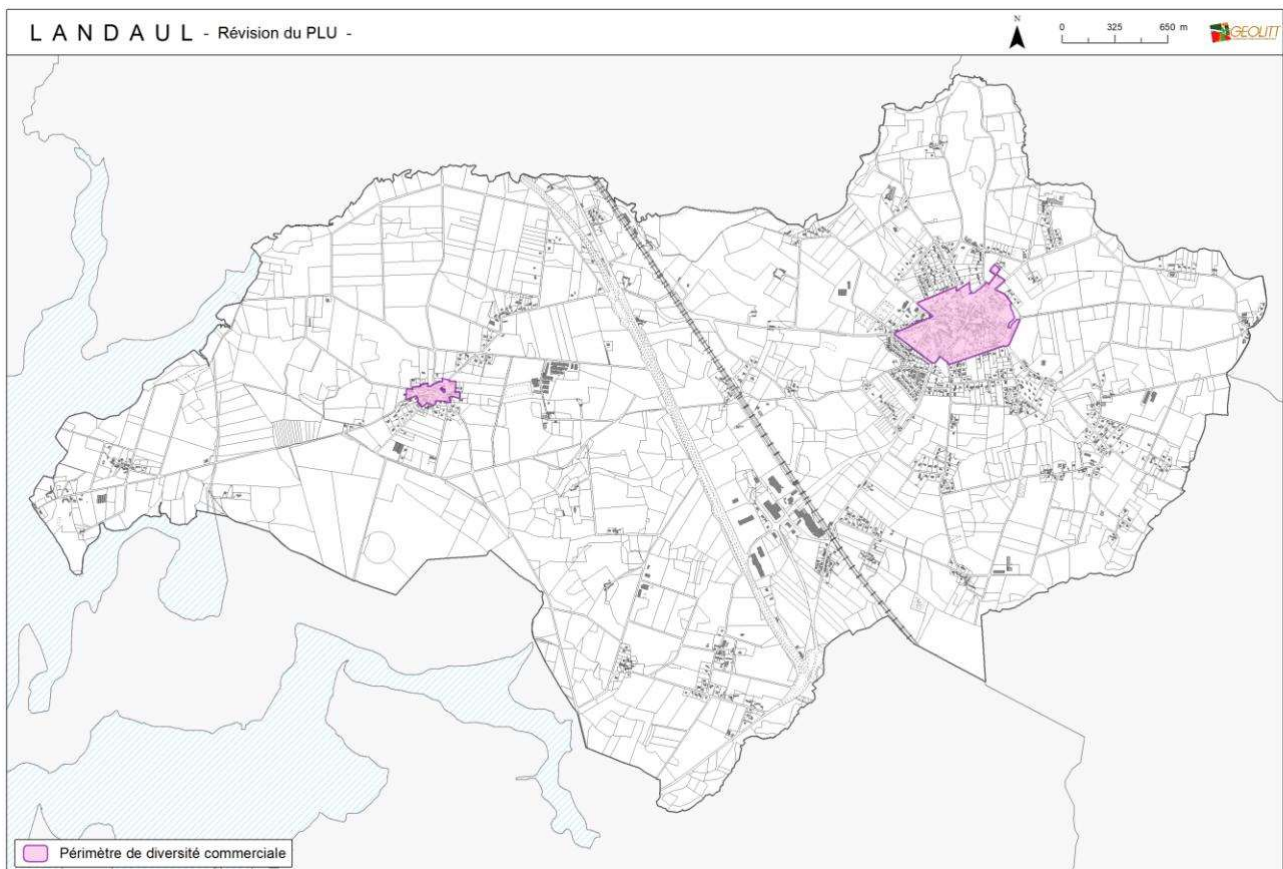 L A N D A U L - Révision du PLU -
N
0 325 650 m
GEOLITT
Périmètre de diversité commerciale